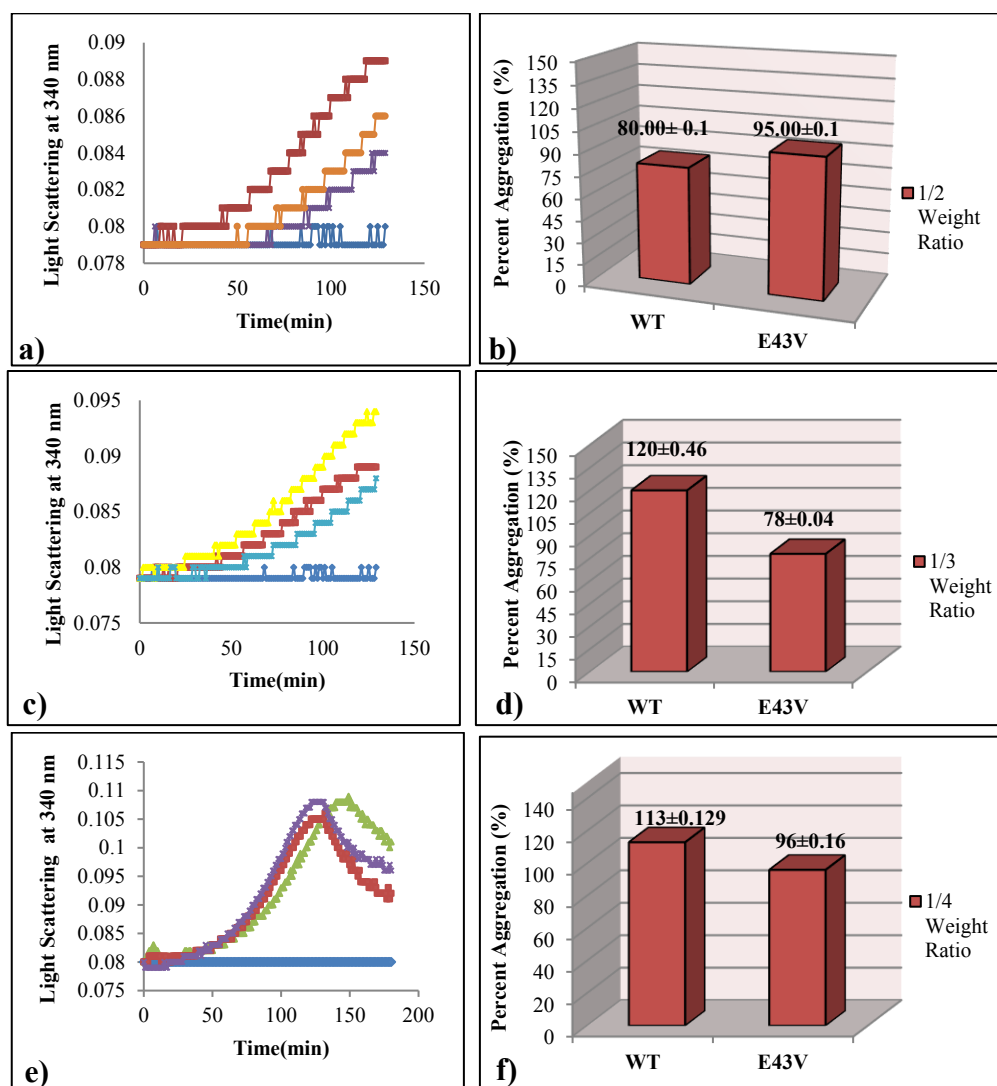 Light Scattering at 340 nm
0.09
0.088
0.086
0.084
0.082
0.08
0.078
0
50
100
150
Time(min)
a)
Percent Aggregation (%)
150
135
120
105
90
75
60
45
30
15
0
80.00± 0.1
95.00±0.1
WT
E43V
1/2
Weight
Ratio
b)
Light Scattering at 340 nm
0.095
0.09
0.085
0.08
0.075
0
50
100
150
Time(min)
c)
Percent Aggregation (%)
150
135
120
105
90
75
60
45
30
15
0
120±0.46
78±0.04
WT
E43V
1/3
Weight
Ratio
d)
Light Scattering at 340 nm
0.115
0.11
0.105
0.1
0.095
0.09
0.085
0.08
0.075
0
50
100
150
200
Time(min)
e)
Percent Aggregation (%)
140
120
100
80
60
40
20
0
113±0.129
96±0.16
WT
E43V
1/4
Weight
Ratio
f)